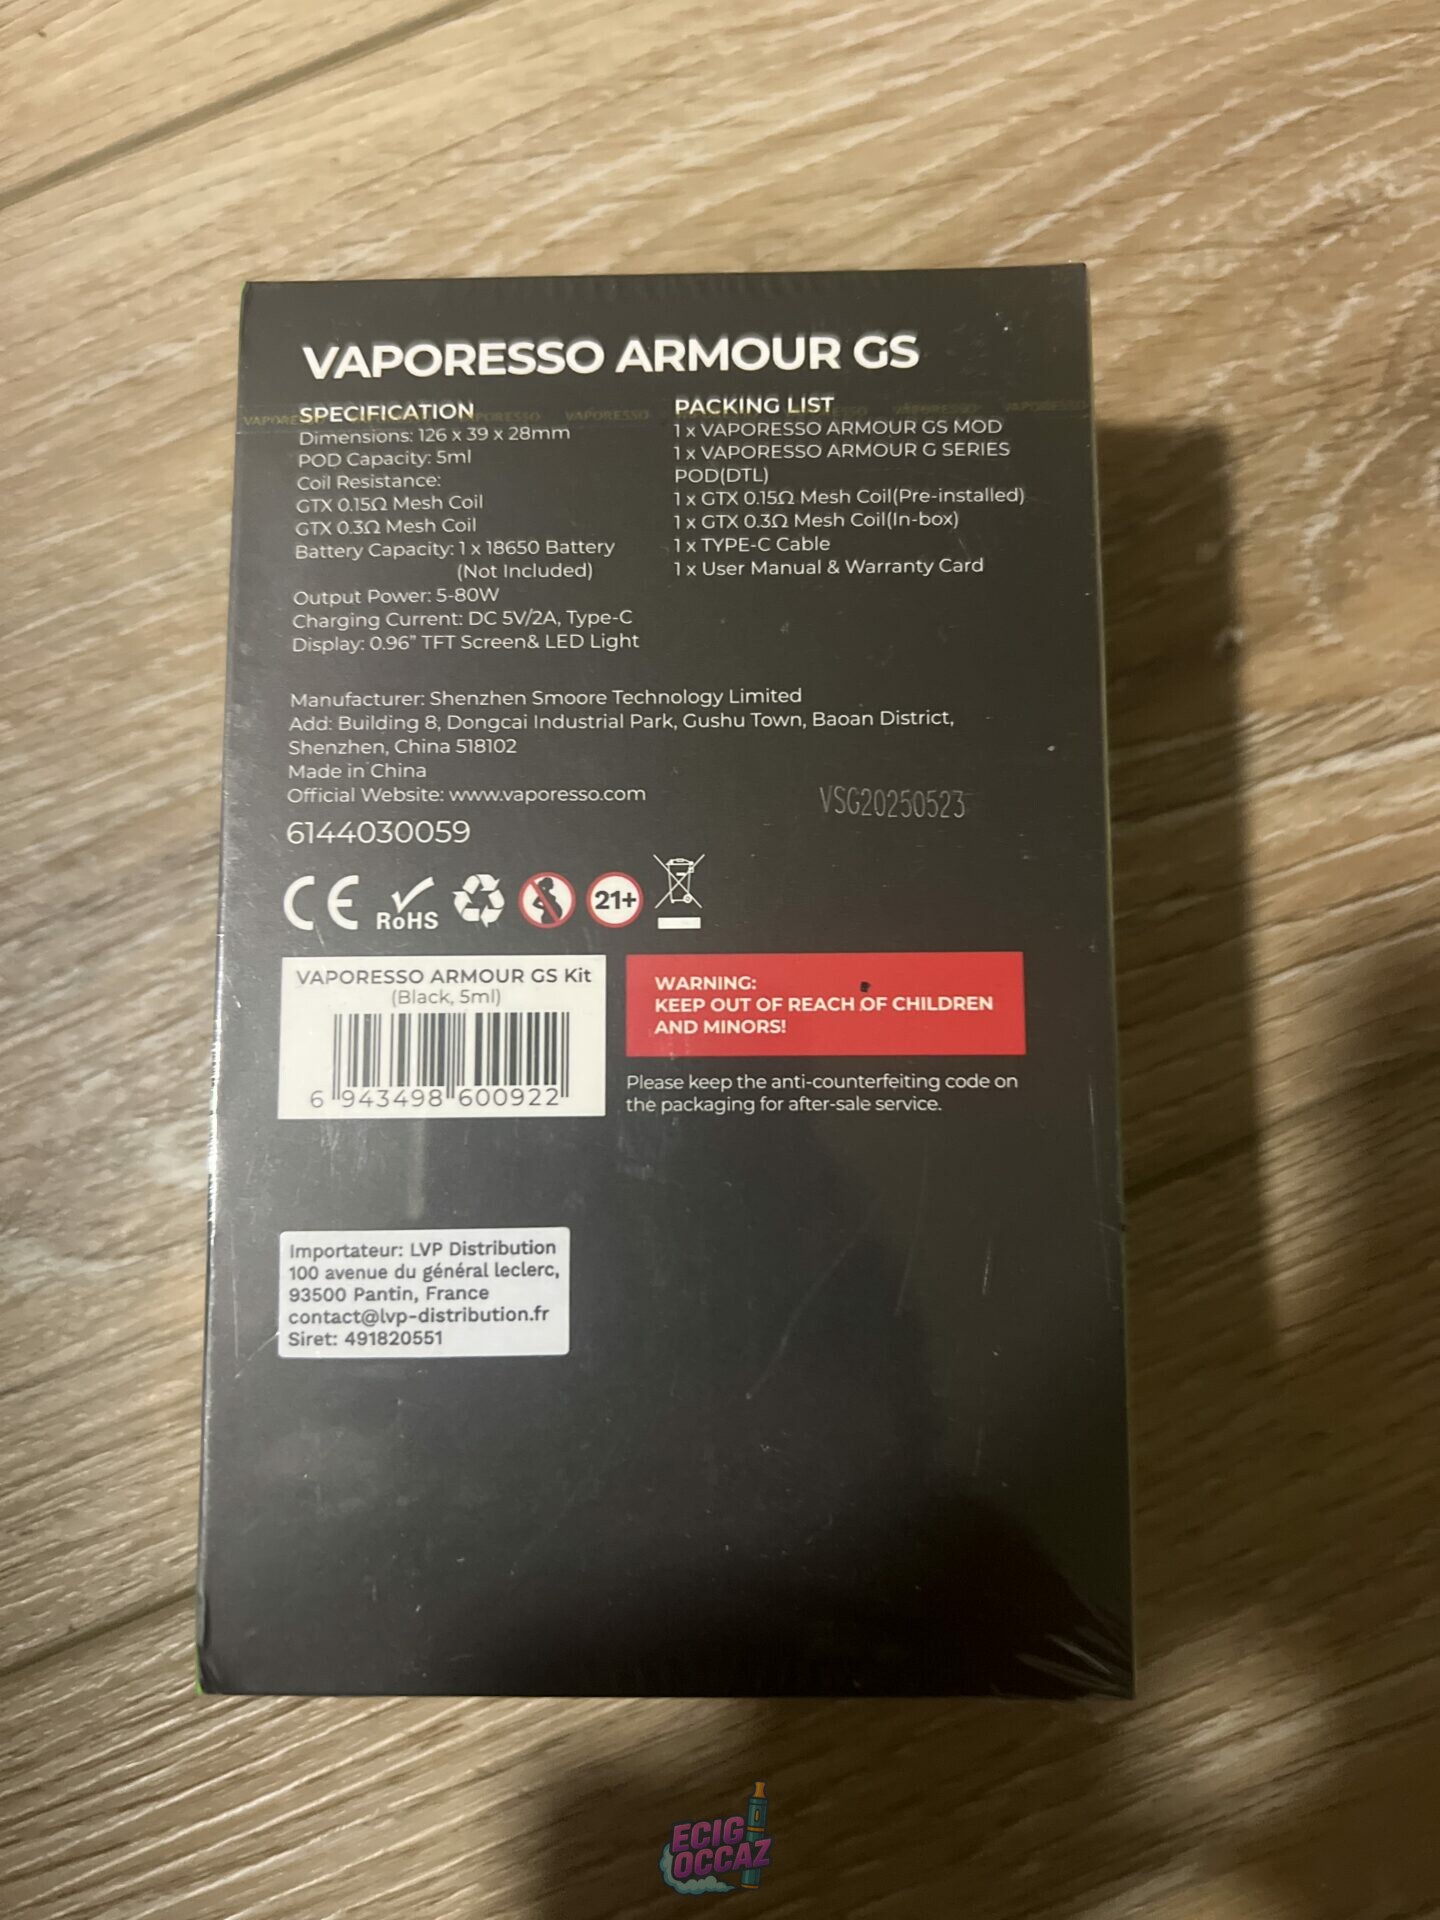 VAPORESSO ARMOUR GS
SPECIFICATION
Dimensions: 126 x 39 x 28mm
POD Capacity: 5ml
Coil Resistance:
GTX 0.15Ω Mesh Coil
GTX 0.3Ω Mesh Coil
Battery Capacity: 1 x 18650 Battery
(Not Included)
Output Power: 5-80W
Charging Current: DC 5V/2A, Type-C
Display: 0.96” TFT Screen& LED Light
PACKING LIST
1 x VAPORESSO ARMOUR GS MOD
1 x VAPORESSO ARMOUR G SERIES
POD(DTL)
1 x GTX 0.15Ω Mesh Coil(Pre-installed)
1 x GTX 0.3Ω Mesh Coil(In-box)
1 x TYPE-C Cable
1 x User Manual & Warranty Card
VAPORESSO VAPORESSO VAPORESSO VAPORESSO
Manufacturer: Shenzhen Smoore Technology Limited
Add: Building 8, Dongcai Industrial Park, Gushu Town, Baoan District,
Shenzhen, China 518102
Made in China
Official Website: www.vaporesso.com
VSG20250523
6144030059
CE
RoHS
21+
VAPORESSO ARMOUR GS Kit
(Black, 5ml)
6 943498 600922
WARNING:
KEEP OUT OF REACH OF CHILDREN
AND MINORS!
Please keep the anti-counterfeiting code on
the packaging for after-sale service.
Importateur: LVP Distribution
100 avenue du général leclerc,
93500 Pantin, France
contact@lvp-distribution.fr
Siret: 491820551
ECIG
OCCAZ